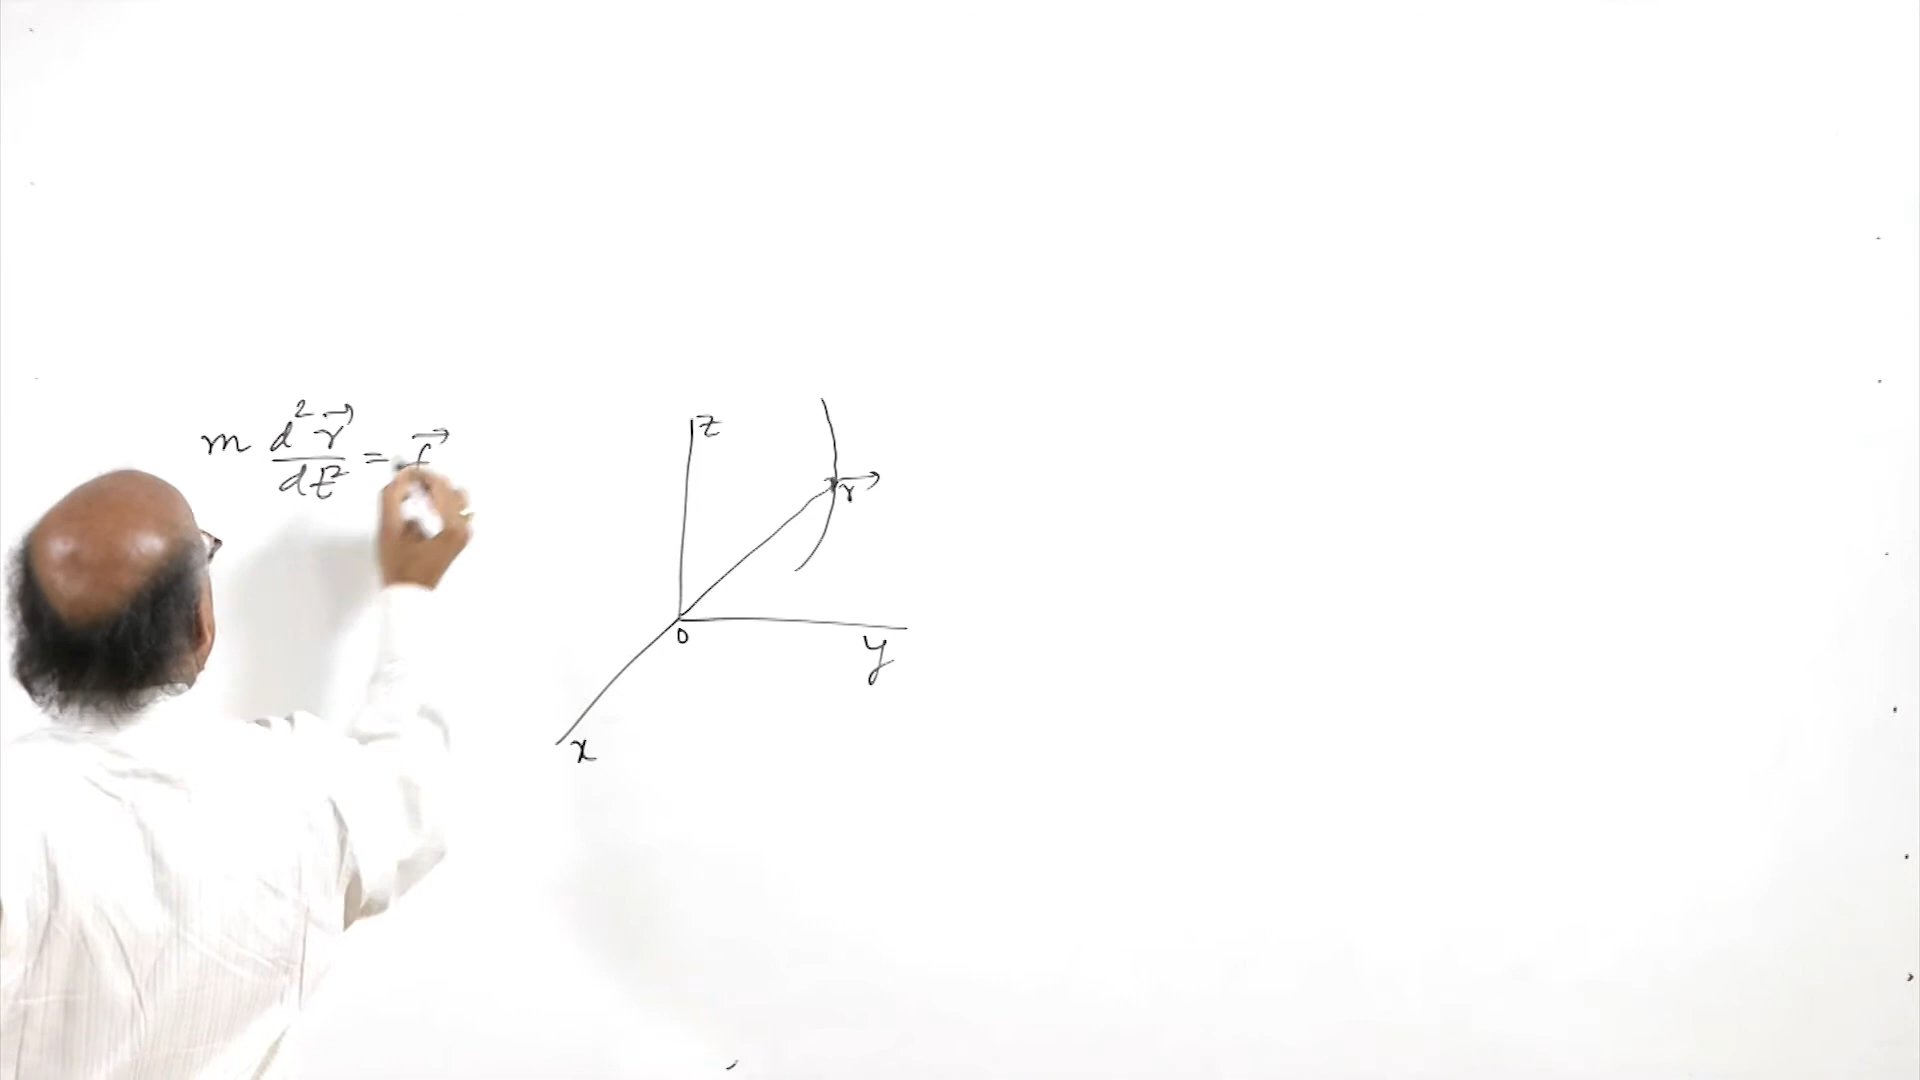 m d²r⃗/dt² = f⃗
z
r⃗
0
y
x